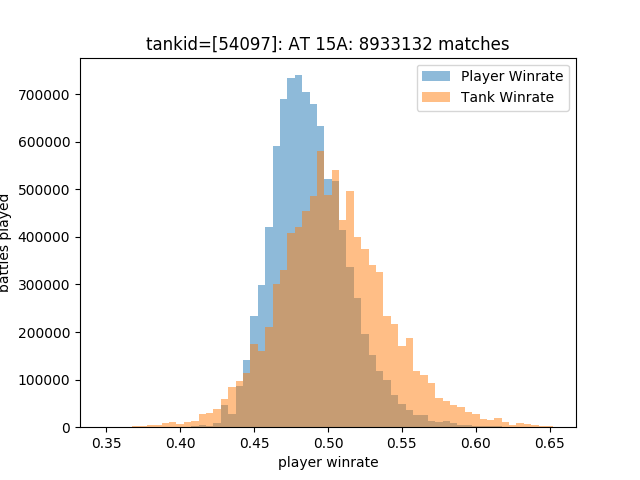 tankid=[54097]: AT 15A: 8933132 matches
Player Winrate
Tank Winrate
700000
600000
500000
400000
300000
200000
100000
0
battles played
0.35 0.40 0.45 0.50 0.55 0.60 0.65
player winrate